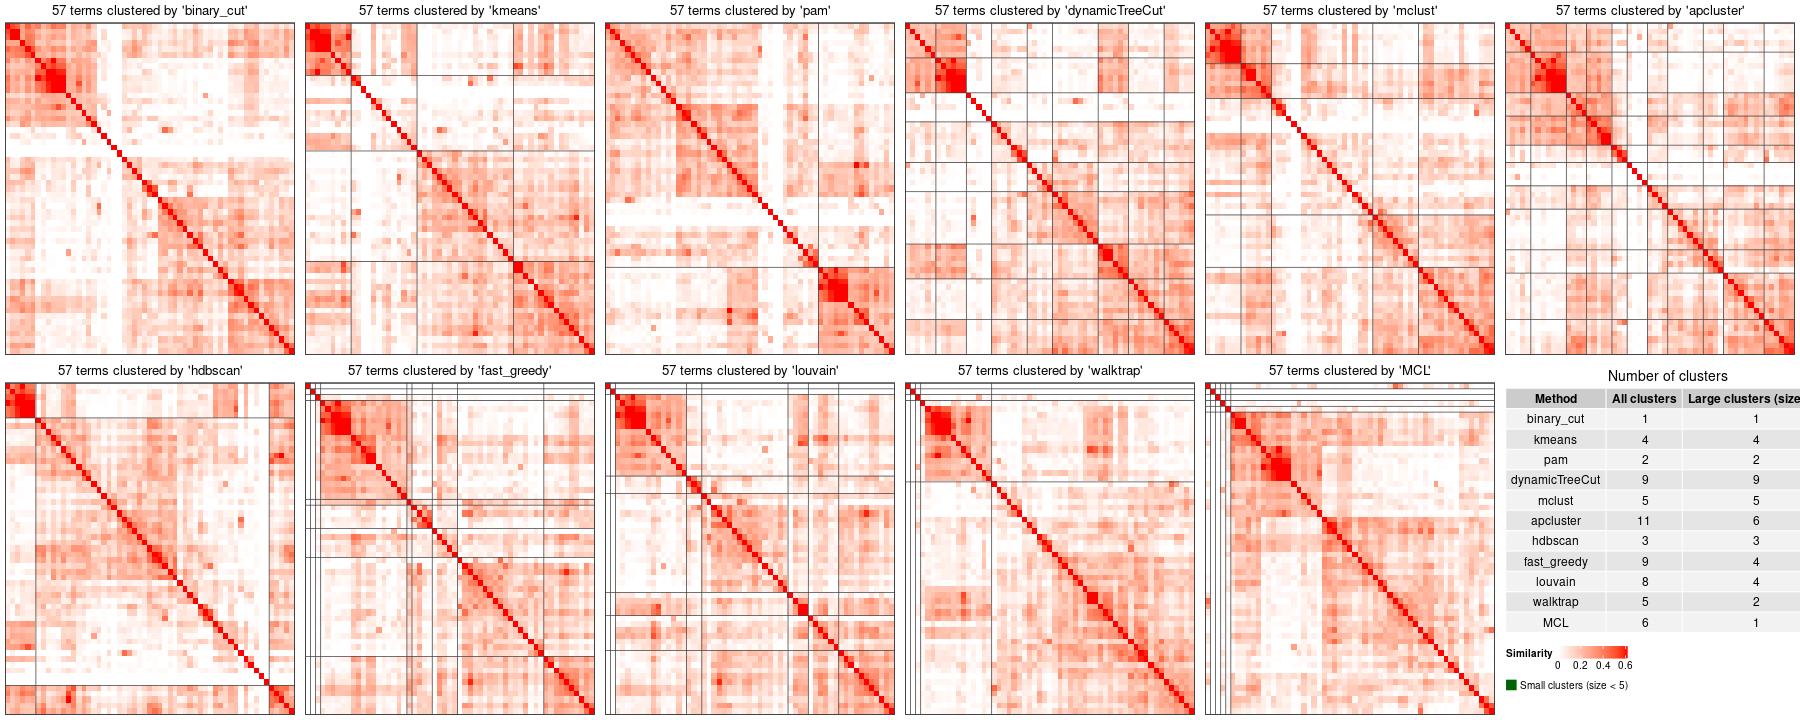 57 terms clustered by 'binary_cut'
57 terms clustered by 'kmeans'
57 terms clustered by 'pam'
57 terms clustered by 'dynamicTreeCut'
57 terms clustered by 'mclust'
57 terms clustered by 'apcluster'
57 terms clustered by 'hdbscan'
57 terms clustered by 'fast_greedy'
57 terms clustered by 'louvain'
57 terms clustered by 'walktrap'
57 terms clustered by 'MCL'
Number of clusters
Method All clusters Large clusters (size
binary_cut 1 1
kmeans 4 4
pam 2 2
dynamicTreeCut 9 9
mclust 5 5
apcluster 11 6
hdbscan 3 3
fast_greedy 9 4
louvain 8 4
walktrap 5 2
MCL 6 1
Similarity
0 0.2 0.4 0.6
Small clusters (size < 5)